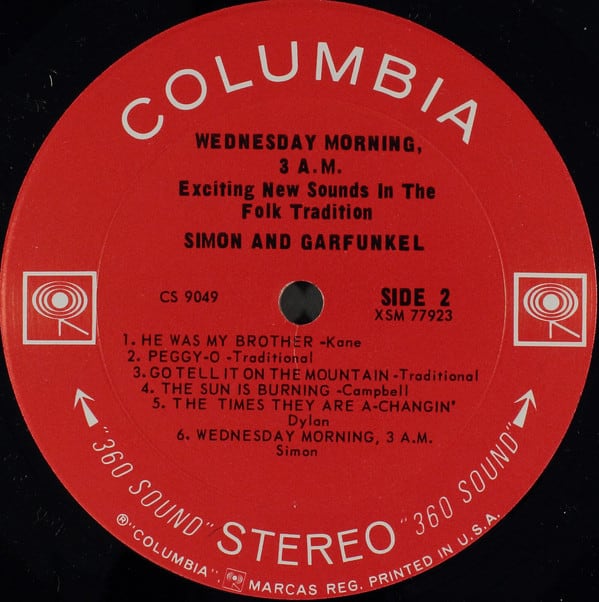 COLUMBIA
WEDNESDAY MORNING,
3 A.M.
Exciting New Sounds In The
Folk Tradition
SIMON AND GARFUNKEL
CS 9049
SIDE 2
XSM 77923
1. HE WAS MY BROTHER -Kane
2. PEGGY-O -Traditional
3. GO TELL IT ON THE MOUNTAIN -Traditional
4. THE SUN IS BURNING -Campbell
5. THE TIMES THEY ARE A-CHANGIN'
Dylan
6. WEDNESDAY MORNING, 3 A.M.
Simon
"360 SOUND" STEREO "360 SOUND"
® "COLUMBIA", MARCAS REG. PRINTED IN U.S.A.